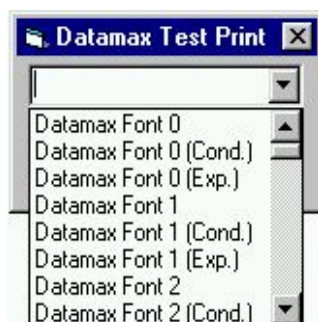 Datamax Test Print
Datamax Font 0
Datamax Font 0 (Cond.)
Datamax Font 0 (Exp.)
Datamax Font 1
Datamax Font 1 (Cond.)
Datamax Font 1 (Exp.)
Datamax Font 2
Datamax Font 2 (Cond.)